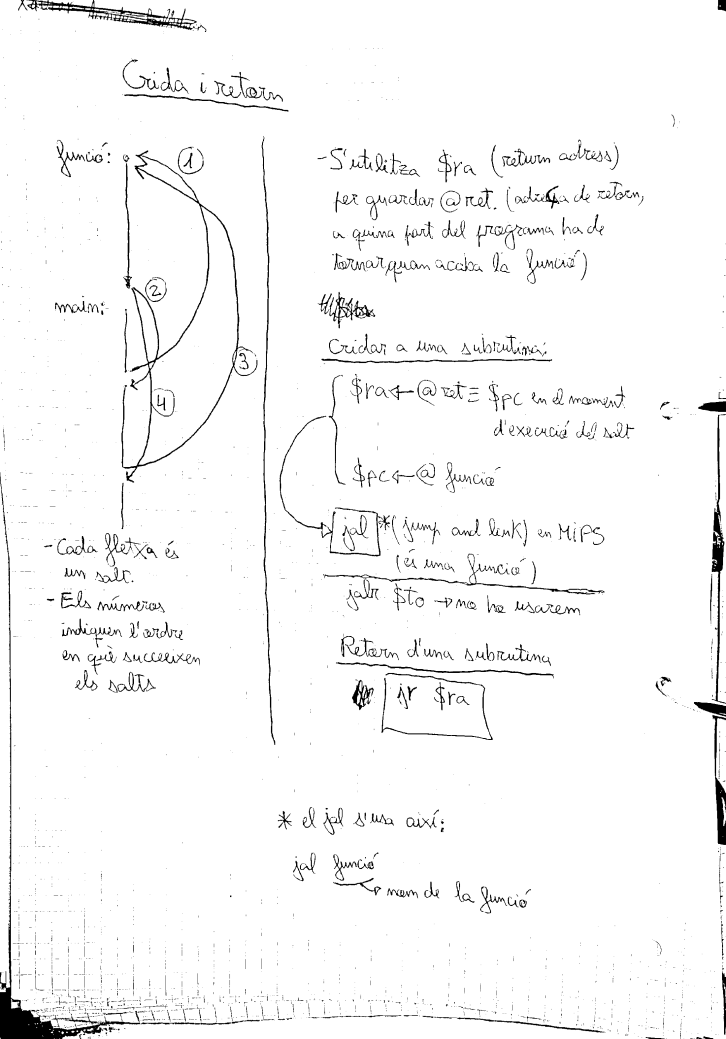 Crida i retorn
funció:
1
2
main:
3
4
- Cada fletxa és
un salt.
- Els números
indiquen l'ordre
en què succeeixen
els salts
- S'utilitza $ra (return adress)
per guardar @ret. (adreça de retorn,
a quina part del programa ha de
tornar quan acaba la funció)
Cridar a una subrutina:
$ra ← @ret ≡ $pc en el moment
d'execució del salt
$pc ← @ funció
jal *(jump and link) en MIPS
(és una funció)
jalr $to → no ho usarem
Retorn d'una subrutina
jr $ra
* el jal s'usa així:
jal funció
↳ nom de la funció